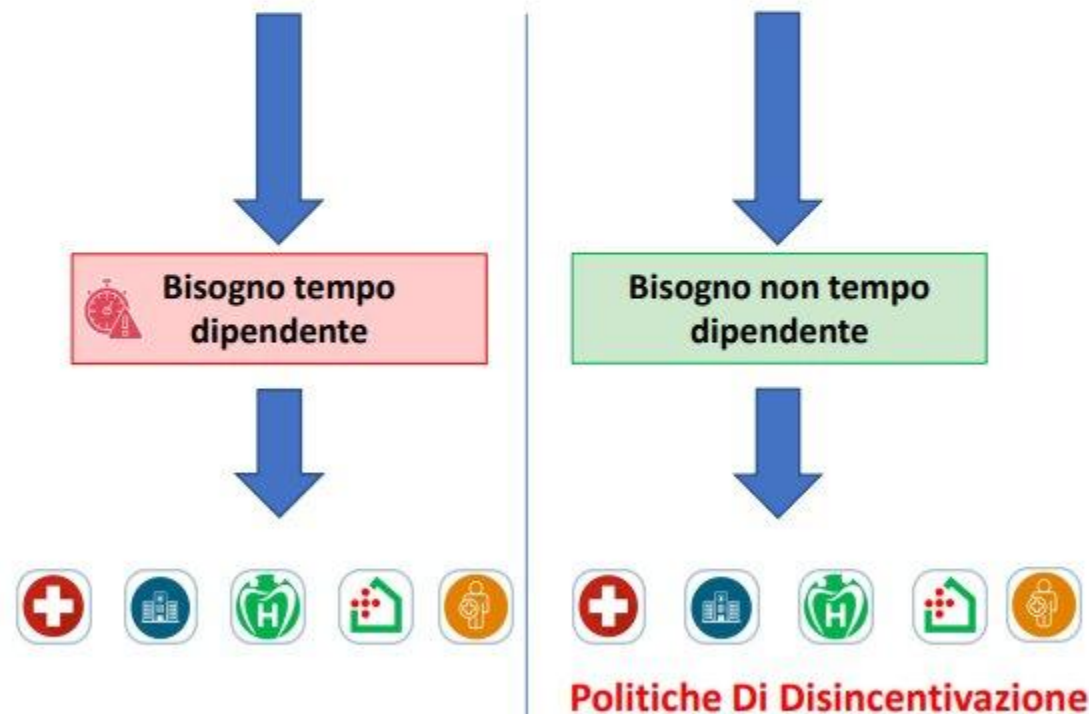 Bisogno tempo
dipendente
Bisogno non tempo
dipendente
H
H
Politiche Di Disincentivazione